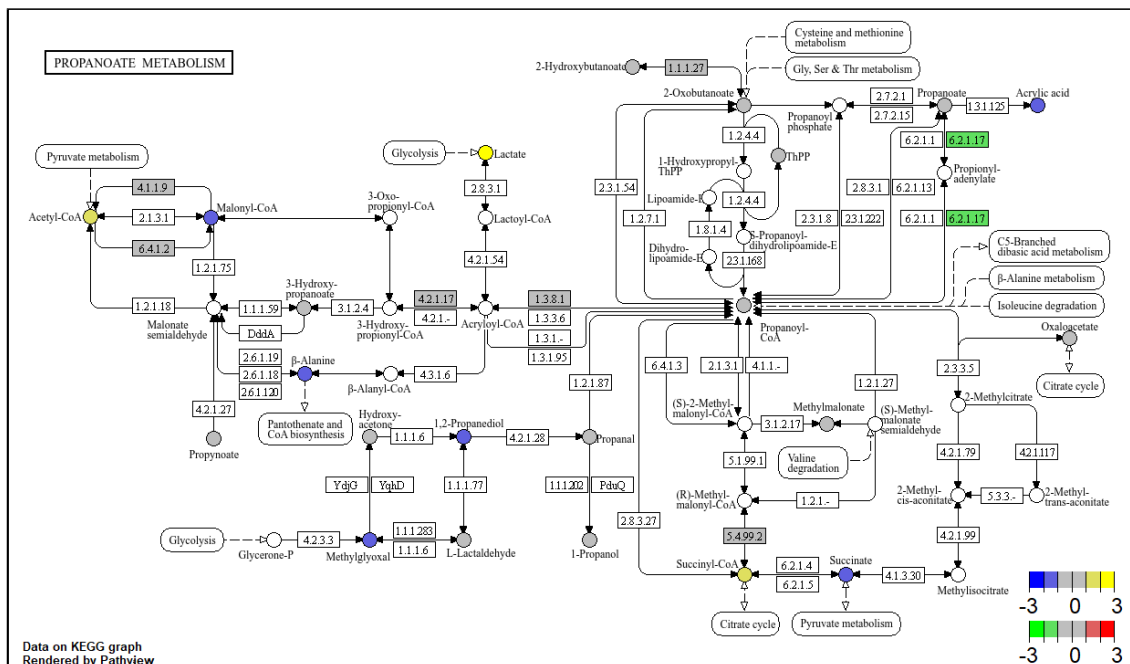 PROPANOATE METABOLISM
Cysteine and methionine
metabolism
Gly, Ser & Thr metabolism
2-Hydroxybutanoate
1.1.1.27
2-Oxobutanoate
2.7.2.1
2.7.2.15
Propanoyl
phosphate
Propanoate
1.3.1.125
Acrylic acid
Pyruvate metabolism
Glycolysis
Lactate
1.2.4.4
ThPP
1-Hydroxypropyl-
ThPP
6.2.1.1
6.2.1.17
Propionyl-
adenylate
4.1.1.9
Acetyl-CoA
2.1.3.1
Malonyl-CoA
6.4.1.2
3-Oxo-
propionyl-CoA
2.8.3.1
Lactoyl-CoA
2.3.1.54
1.2.7.1
Lipoamide-E
1.2.4.4
1.8.1.4
S-Propanoyl-
dihydrolipoamide-E
Dihydro-
lipoamide-E
2.3.1.168
2.3.1.8
2.3.1.222
2.8.3.1
6.2.1.13
6.2.1.1
6.2.1.17
C5-Branched
dibasic acid metabolism
β-Alanine metabolism
Isoleucine degradation
1.2.1.75
4.2.1.54
1.2.1.18
Malonate
semialdehyde
1.1.1.59
DddA
3-Hydroxy-
propanoate
3.1.2.4
3-Hydroxy-
propionyl-CoA
4.2.1.17
4.2.1.-
Acryloyl-CoA
1.3.8.1
1.3.3.6
1.3.1.-
1.3.1.95
Propanoyl-
CoA
Oxaloacetate
Citrate cycle
2.6.1.19
2.6.1.18
2.6.1.120
β-Alanine
β-Alanyl-CoA
4.3.1.6
1.2.1.87
6.4.1.3
2.1.3.1
4.1.1.-
1.2.1.27
2.3.3.5
4.2.1.27
Propynoate
Pantothenate and
CoA biosynthesis
Hydroxy-
acetone
1.1.1.6
1,2-Propanediol
4.2.1.28
Propanal
(S)-2-Methyl-
malonyl-CoA
3.1.2.17
Methylmalonate
(S)-Methyl-
malonate
semialdehyde
2-Methylcitrate
Valine
degradation
5.1.99.1
4.2.1.79
4.2.1.117
YdjG
YqhD
1.1.1.77
1.1.1.202
PduQ
2.8.3.27
(R)-Methyl-
malonyl-CoA
1.2.1.-
2-Methyl-
cis-aconitate
5.3.3.-
2-Methyl-
trans-aconitate
Glycolysis
Glycerone-P
4.2.3.3
Methylglyoxal
1.1.1.283
1.1.1.6
L-Lactaldehyde
1-Propanol
5.4.99.2
4.2.1.99
Succinyl-CoA
6.2.1.4
6.2.1.5
Succinate
4.1.3.30
Methylisocitrate
Citrate cycle
Pyruvate metabolism
-3 0 3
-3 0 3
Data on KEGG graph
Rendered by Pathview